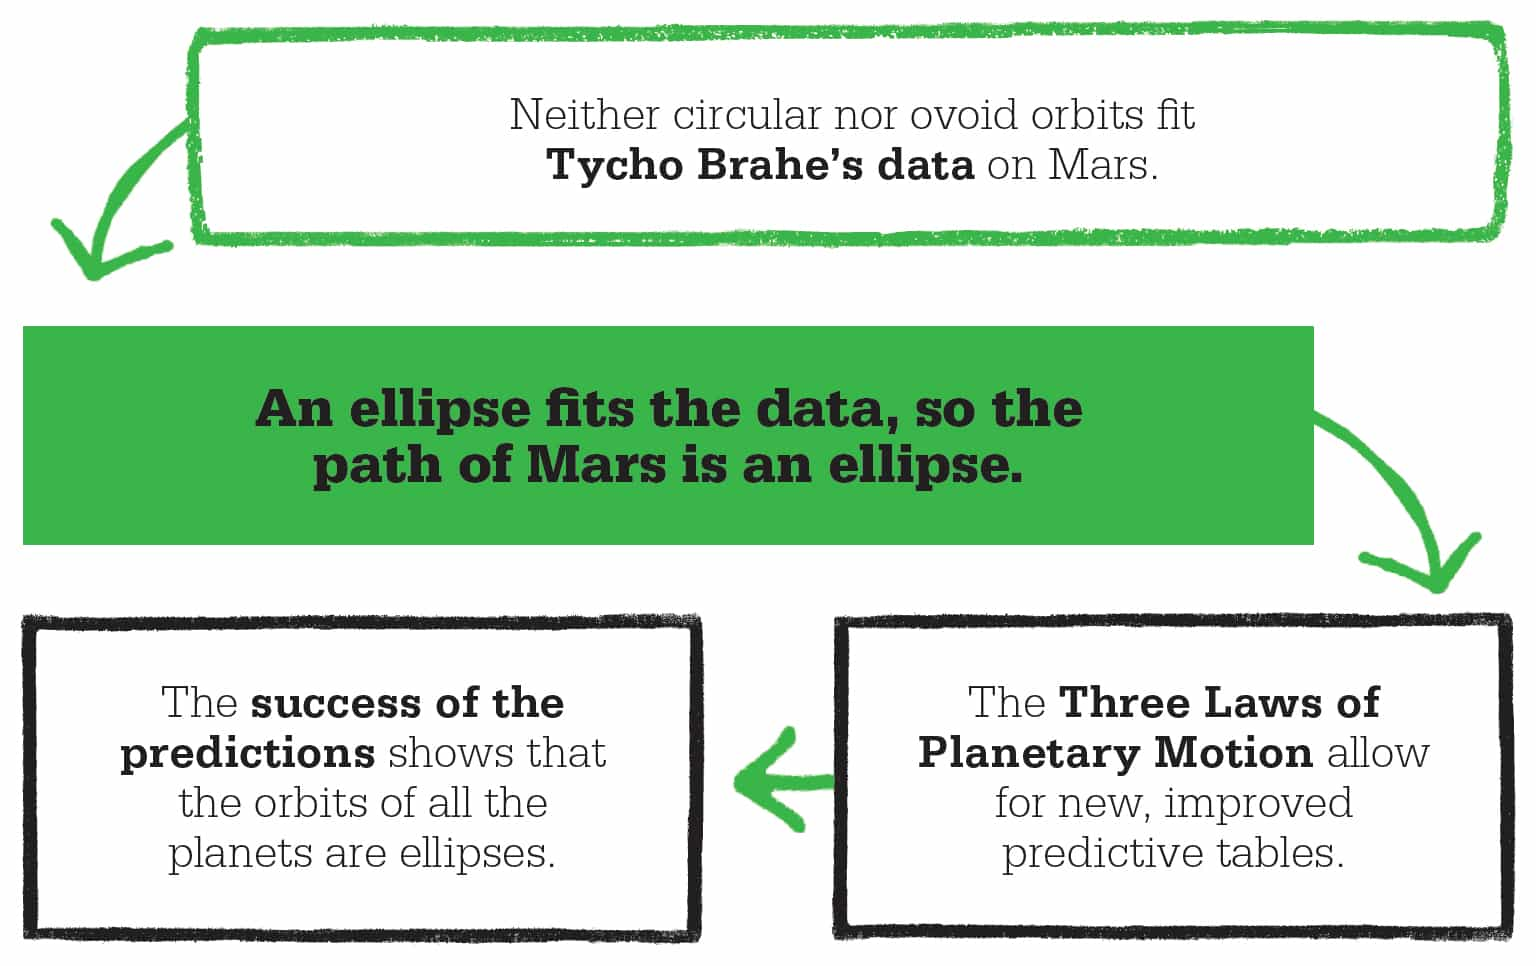 Neither circular nor ovoid orbits fit
Tycho Brahe’s data on Mars.
An ellipse fits the data, so the
path of Mars is an ellipse.
The Three Laws of
Planetary Motion allow
for new, improved
predictive tables.
The success of the
predictions shows that
the orbits of all the
planets are ellipses.